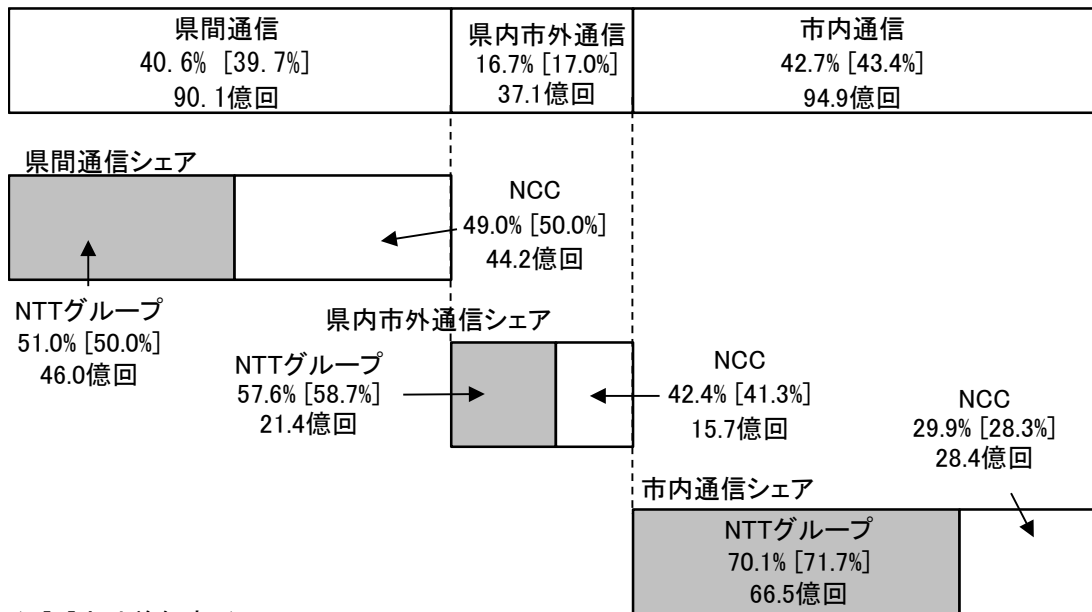 県間通信
40.6% [39.7%]
90.1億回
県内市外通信
16.7% [17.0%]
37.1億回
市内通信
42.7% [43.4%]
94.9億回
県間通信シェア
NCC
49.0% [50.0%]
44.2億回
NTTグループ
51.0% [50.0%]
46.0億回
県内市外通信シェア
NTTグループ
57.6% [58.7%]
21.4億回
NCC
42.4% [41.3%]
15.7億回
NCC
29.9% [28.3%]
28.4億回
市内通信シェア
NTTグループ
70.1% [71.7%]
66.5億回